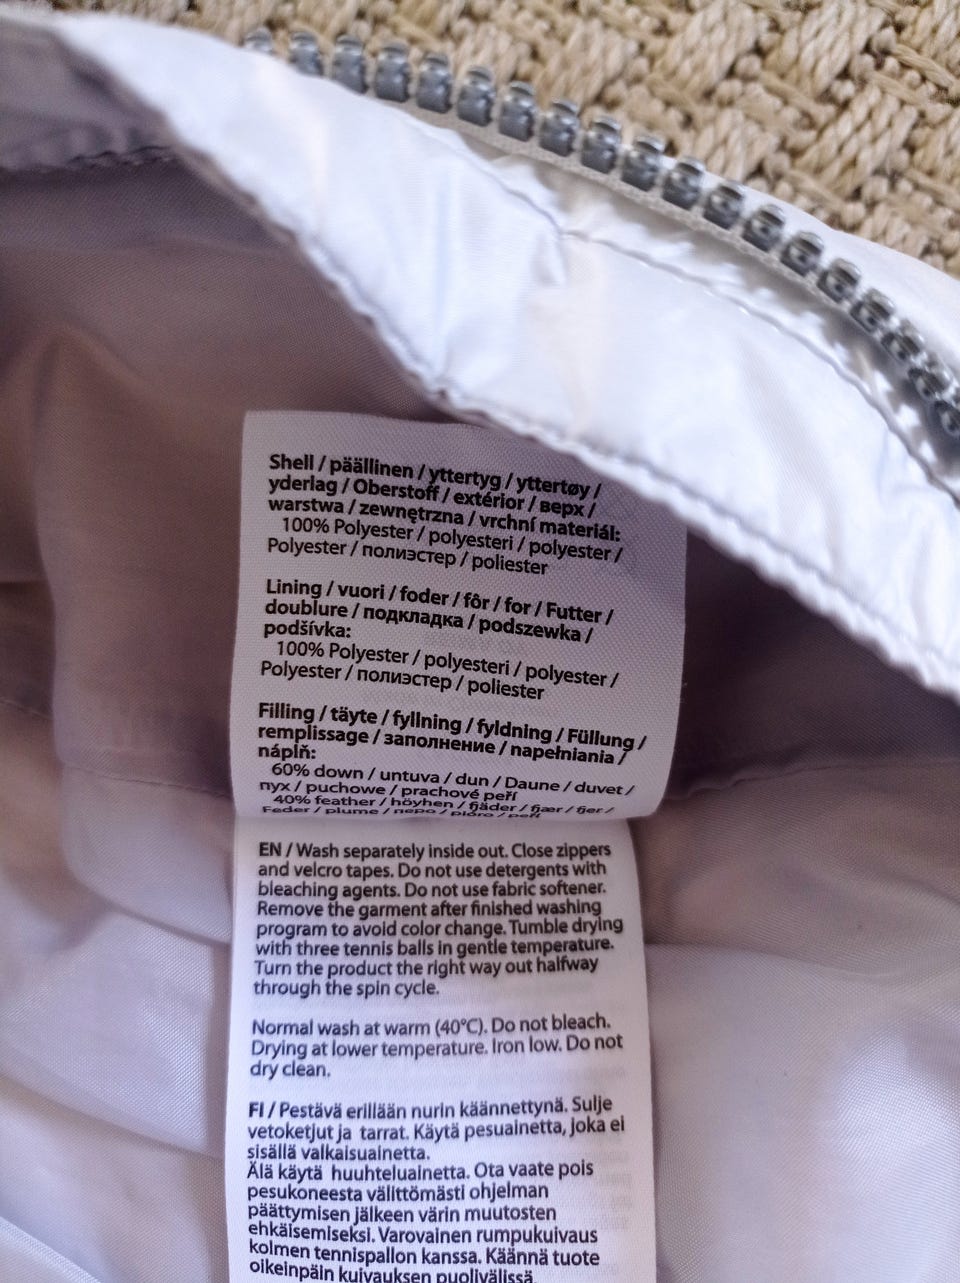 Shell / päällinen / yttertyg / yttertøy /
yderlag / Oberstoff / extérior / верх /
warstwa / zewnętrzna / vrchní materiál:
100% Polyester / polyesteri / polyester /
Polyester / полиэстер / poliester
Lining / vuori / foder / fôr / for / Futter /
doublure / подкладка / podszewka /
podšívka:
100% Polyester / polyesteri / polyester /
Polyester / полиэстер / poliester
Filling / täyte / fyllning / fyldning / Füllung /
remplissage / заполнение / napełniania /
náplň:
60% down / untuva / dun / Daune / duvet /
пух / puchowe / prachové peří
40% feather / höyhen / fjäder / fjær / fjer /
Feder / plume / перо / pióro / peří
EN / Wash separately inside out. Close zippers
and velcro tapes. Do not use detergents with
bleaching agents. Do not use fabric softener.
Remove the garment after finished washing
program to avoid color change. Tumble drying
with three tennis balls in gentle temperature.
Turn the product the right way out halfway
through the spin cycle.
Normal wash at warm (40°C). Do not bleach.
Drying at lower temperature. Iron low. Do not
dry clean.
FI / Pestävä erillään nurin käännettynä. Sulje
vetoketjut ja tarrat. Käytä pesuainetta, joka ei
sisällä valkaisuainetta.
Älä käytä huuhteluainetta. Ota vaate pois
pesukoneesta välittömästi ohjelman
päättymisen jälkeen värin muutosten
ehkäisemiseksi. Varovainen rumpukuivaus
kolmen tennispallon kanssa. Käännä tuote
oikeinpäin kuivauksen puolivälissä.